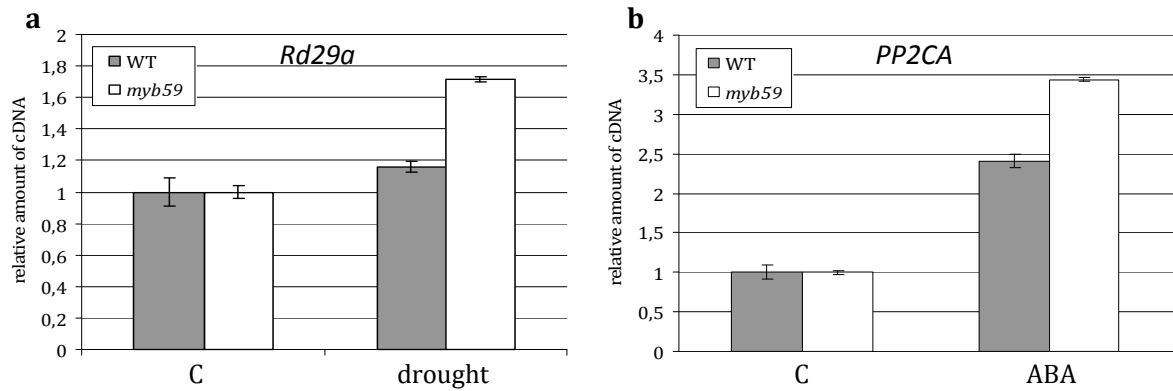 a
relative amount of cDNA
2
1,8
1,6
1,4
1,2
1
0,8
0,6
0,4
0,2
0
Rd29a
WT
myb59
C drought
b
relative amount of cDNA
4
3,5
3
2,5
2
1,5
1
0,5
0
PP2CA
WT
myb59
C ABA